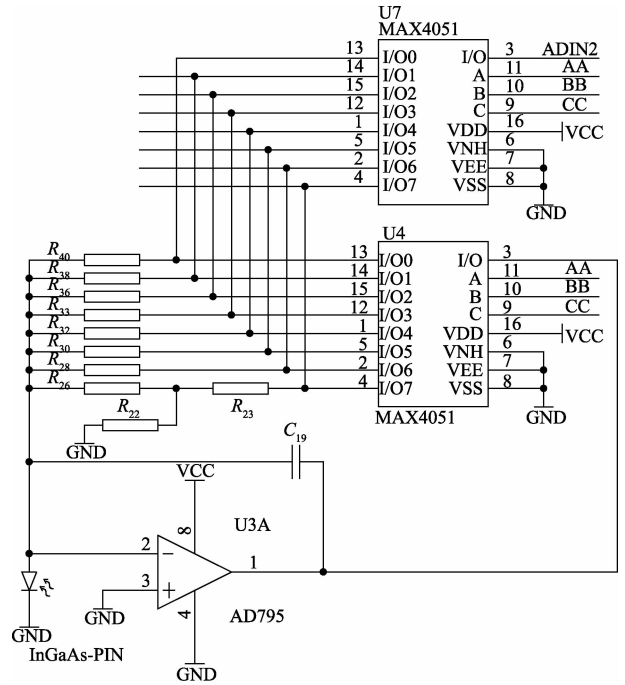 U7
MAX4051
13 I/O0 I/O 3 ADIN2
14 I/O1 A 11 AA
15 I/O2 B 10 BB
12 I/O3 C 9 CC
1 I/O4 VDD 16 VCC
5 I/O5 VNH 6
2 I/O6 VEE 7
4 I/O7 VSS 8
GND
U4
R40 13 I/O0 I/O 3
R38 14 I/O1 A 11 AA
R36 15 I/O2 B 10 BB
R33 12 I/O3 C 9 CC
R32 1 I/O4 VDD 16 VCC
R30 5 I/O5 VNH 6
R28 2 I/O6 VEE 7
R26 4 I/O7 VSS 8
R22 R23 MAX4051 GND
GND
C19
VCC
8 U3A
2 − 1
3 +
GND 4 AD795
GND
InGaAs-PIN
GND